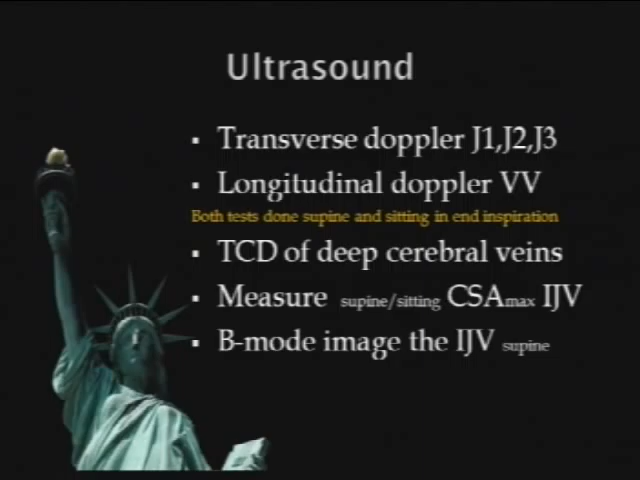 Ultrasound
▪ Transverse doppler J1,J2,J3
▪ Longitudinal doppler VV
Both tests done supine and sitting in end inspiration
▪ TCD of deep cerebral veins
▪ Measure supine/sitting CSAmax IJV
▪ B-mode image the IJV supine